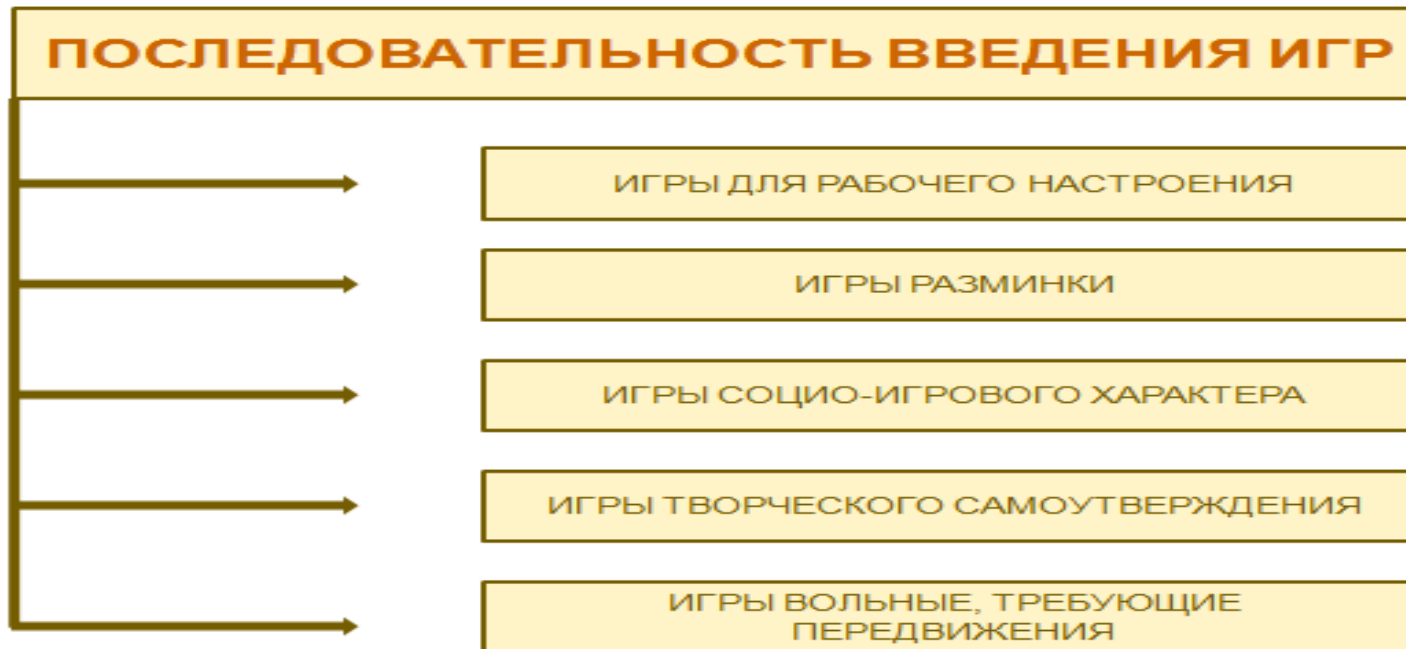 ПОСЛЕДОВАТЕЛЬНОСТЬ ВВЕДЕНИЯ ИГР
ИГРЫ ДЛЯ РАБОЧЕГО НАСТРОЕНИЯ
ИГРЫ РАЗМИНКИ
ИГРЫ СОЦИО-ИГРОВОГО ХАРАКТЕРА
ИГРЫ ТВОРЧЕСКОГО САМОУТВЕРЖДЕНИЯ
ИГРЫ ВОЛЬНЫЕ, ТРЕБУЮЩИЕ
ПЕРЕДВИЖЕНИЯ